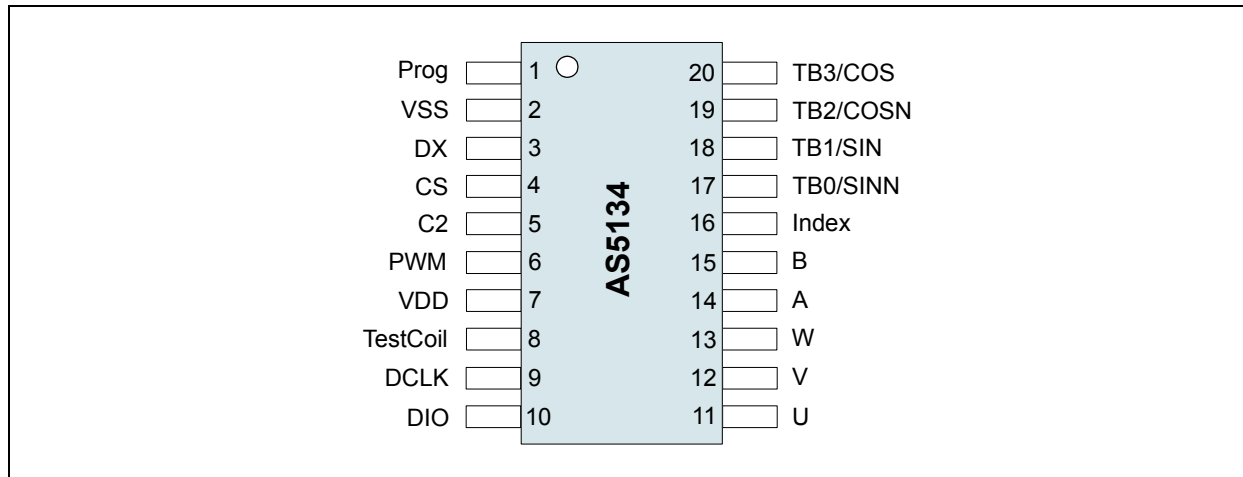 Prog 1 20 TB3/COS
VSS 2 19 TB2/COSN
DX 3 18 TB1/SIN
CS 4 17 TB0/SINN
C2 5 16 Index
PWM 6 15 B
VDD 7 14 A
TestCoil 8 13 W
DCLK 9 12 V
DIO 10 11 U
AS5134